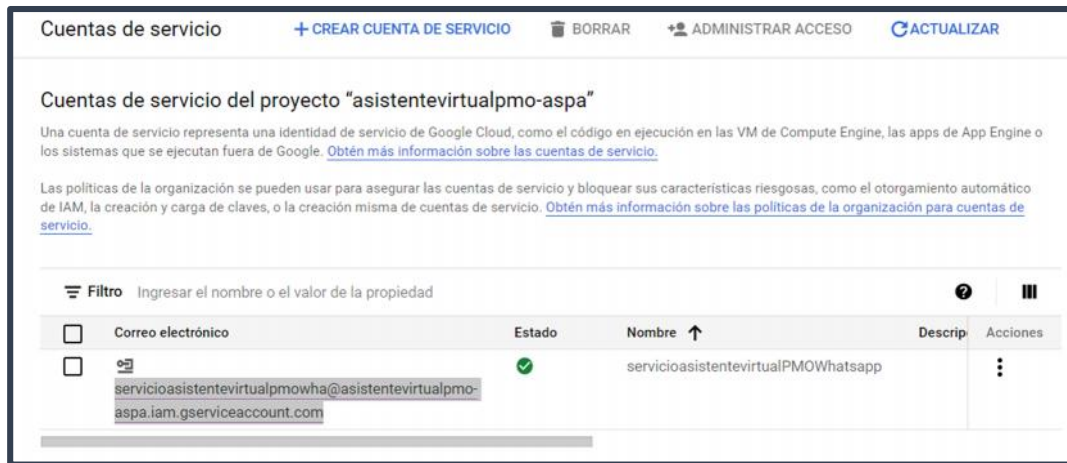 Cuentas de servicio + CREAR CUENTA DE SERVICIO BORRAR ADMINISTRAR ACCESO ACTUALIZAR
Cuentas de servicio del proyecto “asistentevirtualpmo-aspa”
Una cuenta de servicio representa una identidad de servicio de Google Cloud, como el código en ejecución en las VM de Compute Engine, las apps de App Engine o
los sistemas que se ejecutan fuera de Google. Obtén más información sobre las cuentas de servicio.
Las políticas de la organización se pueden usar para asegurar las cuentas de servicio y bloquear sus características riesgosas, como el otorgamiento automático
de IAM, la creación y carga de claves, o la creación misma de cuentas de servicio. Obtén más información sobre las políticas de la organización para cuentas de
servicio.
Filtro Ingresar el nombre o el valor de la propiedad
Correo electrónico Estado Nombre Descrip Acciones
servicioasistentevirtualpmowha@asistentevirtualpmo- servicioasistentevirtualPMOWhatsapp
aspa.iam.gserviceaccount.com